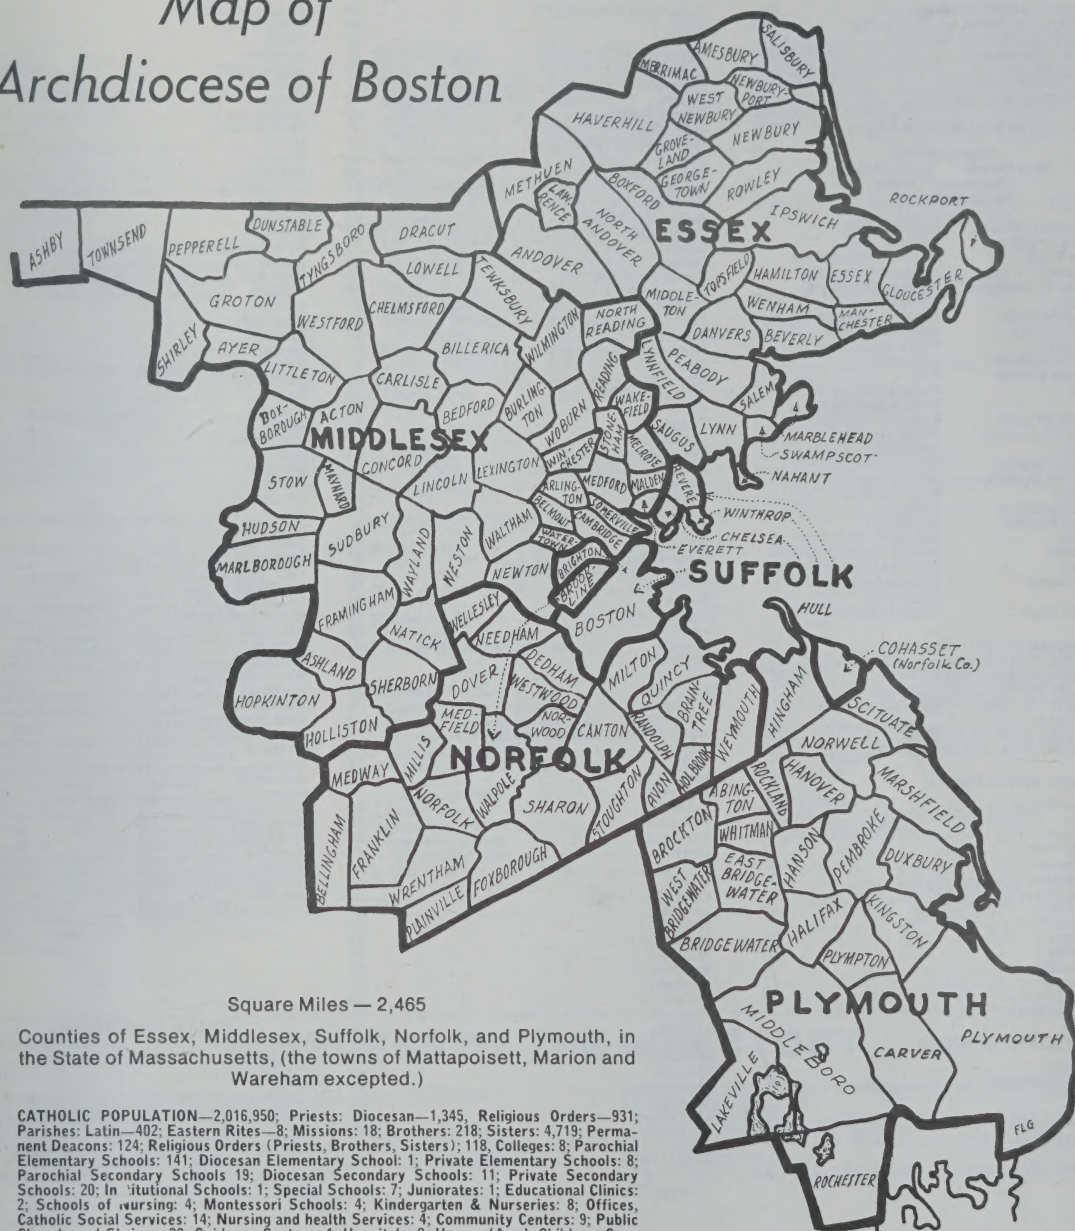 Map of
Archdiocese of Boston
SALISBURY
AMESBURY
MERRIMAC
NEWBURY-
PORT
WEST
NEWBURY
HAVERHILL
NEWBURY
GROVE-
LAND
GEORGE-
TOWN
ROWLEY
METHUEN
BOXFORD
LAW-
RENCE
NORTH
ANDOVER
ESSEX
IPSWICH
ROCKPORT
ASHBY
TOWNSEND
PEPPERELL
DUNSTABLE
TYNGSBORO
DRACUT
ANDOVER
LOWELL
TEWKSBURY
TOPSFIELD
HAMILTON
ESSEX
GLOUCESTER
GROTON
WESTFORD
CHELMSFORD
MIDDLE-
TON
WENHAM
MAN-
CHESTER
NORTH
READING
DANVERS
BEVERLY
SHIRLEY
AYER
LITTLETON
BILLERICA
WILMINGTON
CARLISLE
READING
LYNNFIELD
PEABODY
SALEM
BOX-
BOROUGH
ACTON
BEDFORD
BURLING-
TON
WOBURN
WAKE-
FIELD
STONE-
HAM
SAUGUS
LYNN
MARBLEHEAD
SWAMPSCOT
NAHANT
MIDDLESEX
CONCORD
WIN-
CHESTER
MELROSE
STOW
MAYNARD
LINCOLN
LEXINGTON
ARLING-
TON
MEDFORD
MALDEN
REVERE
WINTHROP
HUDSON
SUDBURY
WALTHAM
BELMONT
SOMERVILLE
CAMBRIDGE
CHELSEA
EVERETT
MARLBOROUGH
WAYLAND
WESTON
WATER-
TOWN
NEWTON
BRIGHTON
BROOK-
LINE
SUFFOLK
FRAMINGHAM
WELLESLEY
BOSTON
HULL
NATICK
NEEDHAM
COHASSET
(Norfolk Co.)
ASHLAND
SHERBORN
DOVER
DEDHAM
WESTWOOD
MILTON
QUINCY
HOPKINTON
HOLLISTON
MED-
FIELD
NOR-
WOOD
CANTON
RANDOLPH
BRAIN-
TREE
WEYMOUTH
HINGHAM
SCITUATE
NORWELL
MILLIS
NORFOLK
MEDWAY
HOLBROOK
AVON
ROCKLAND
HANOVER
MARSHFIELD
NORFOLK
WALPOLE
SHARON
STOUGHTON
ABING-
TON
BELLINGHAM
FRANKLIN
BROCKTON
WHITMAN
HANSON
PEMBROKE
DUXBURY
WRENTHAM
FOXBOROUGH
PLAINVILLE
WEST
BRIDGEWATER
EAST
BRIDGE-
WATER
BRIDGEWATER
HALIFAX
KINGSTON
PLYMPTON
PLYMOUTH
MIDDLEBORO
CARVER
PLYMOUTH
LAKEVILLE
ROCHESTER
FLG
Square Miles — 2,465
Counties of Essex, Middlesex, Suffolk, Norfolk, and Plymouth, in
the State of Massachusetts, (the towns of Mattapoisett, Marion and
Wareham excepted.)
CATHOLIC POPULATION—2,016,950; Priests: Diocesan—1,345, Religious Orders—931;
Parishes: Latin—402; Eastern Rites—8; Missions: 18; Brothers: 218; Sisters: 4,719; Perma-
nent Deacons: 124; Religious Orders (Priests, Brothers, Sisters); 118, Colleges: 8; Parochial
Elementary Schools: 141; Diocesan Elementary School: 1; Private Elementary Schools: 8;
Parochial Secondary Schools 19; Diocesan Secondary Schools: 11; Private Secondary
Schools: 20; In itutional Schools: 1; Special Schools: 7; Juniorates: 1; Educational Clinics:
2; Schools of Nursing: 4; Montessori Schools: 4; Kindergarten & Nurseries: 8; Offices,
Catholic Social Services: 14; Nursing and health Services: 4; Community Centers: 9; Public